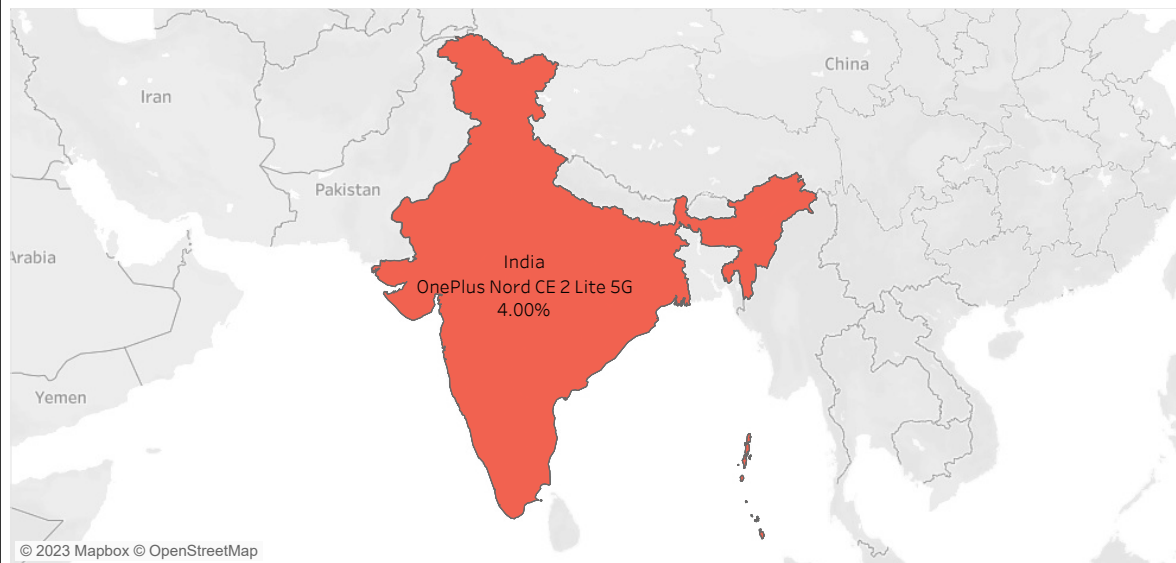 China
Iran
Pakistan
Arabia
India
OnePlus Nord CE 2 Lite 5G
4.00%
Yemen
© 2023 Mapbox © OpenStreetMap